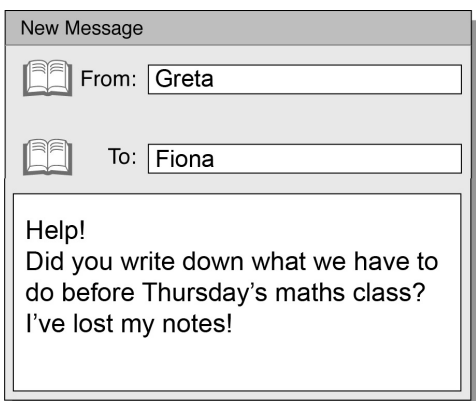 New Message
From: Greta
To: Fiona
Help!
Did you write down what we have to
do before Thursday's maths class?
I've lost my notes!